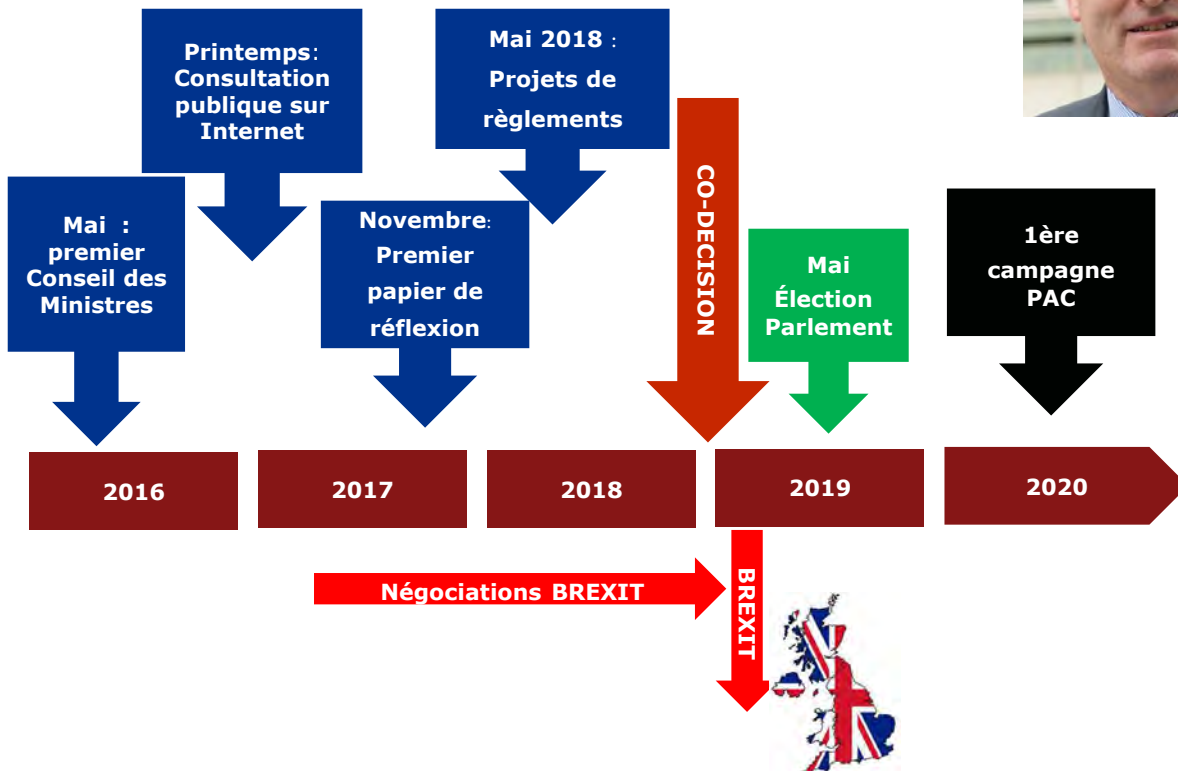 Printemps:
Consultation
publique sur
Internet
Mai 2018 :
Projets de
règlements
Mai :
premier
Conseil des
Ministres
Novembre:
Premier
papier de
réflexion
CO-DECISION
Mai
Élection
Parlement
1ère
campagne
PAC
2016
2017
2018
2019
2020
Négociations BREXIT
BREXIT